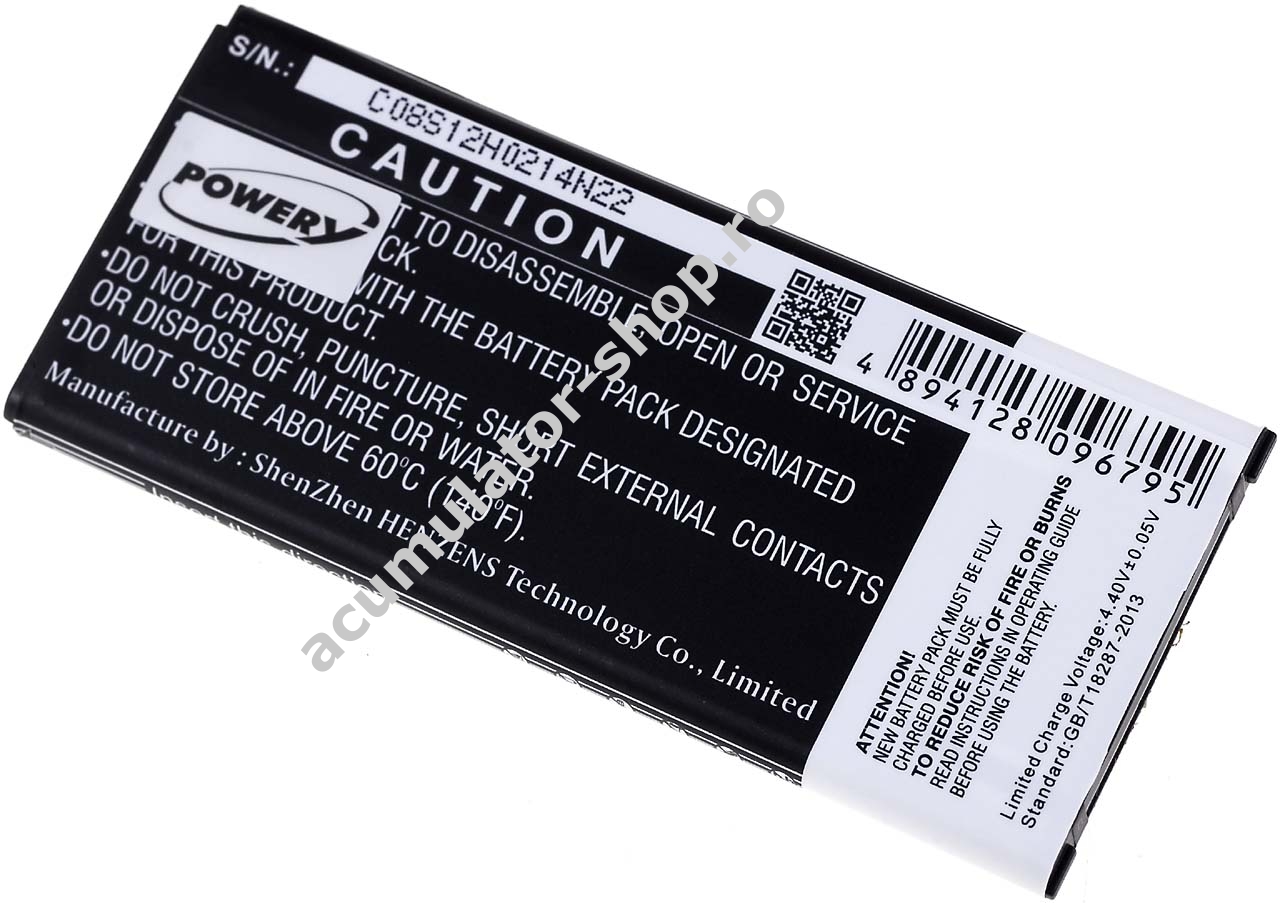 S/N.:
C08S12H0214N22
CAUTION
POWERY
T TO DISASSEMBLE, OPEN OR SERVICE
CK.
WITH THE BATTERY PACK DESIGNATED
FOR THIS PRODUCT.
•DO NOT CRUSH, PUNCTURE, SHORT EXTERNAL CONTACTS
OR DISPOSE OF IN FIRE OR WATER.
•DO NOT STORE ABOVE 60°C (140°F).
Manufacture by : ShenZhen HENZENS Technology Co., Limited
Insert this
4 894128 096795
ATTENTION!
NEW BATTERY PACK MUST BE FULLY
CHARGED BEFORE USE.
TO REDUCE RISK OF FIRE OR BURNS
READ INSTRUCTIONS IN OPERATING GUIDE
BEFORE USING THE BATTERY.
Limited Charge Voltage:4.40V±0.05V
Standard:GB/T18287-2013
acumulator-shop.ro